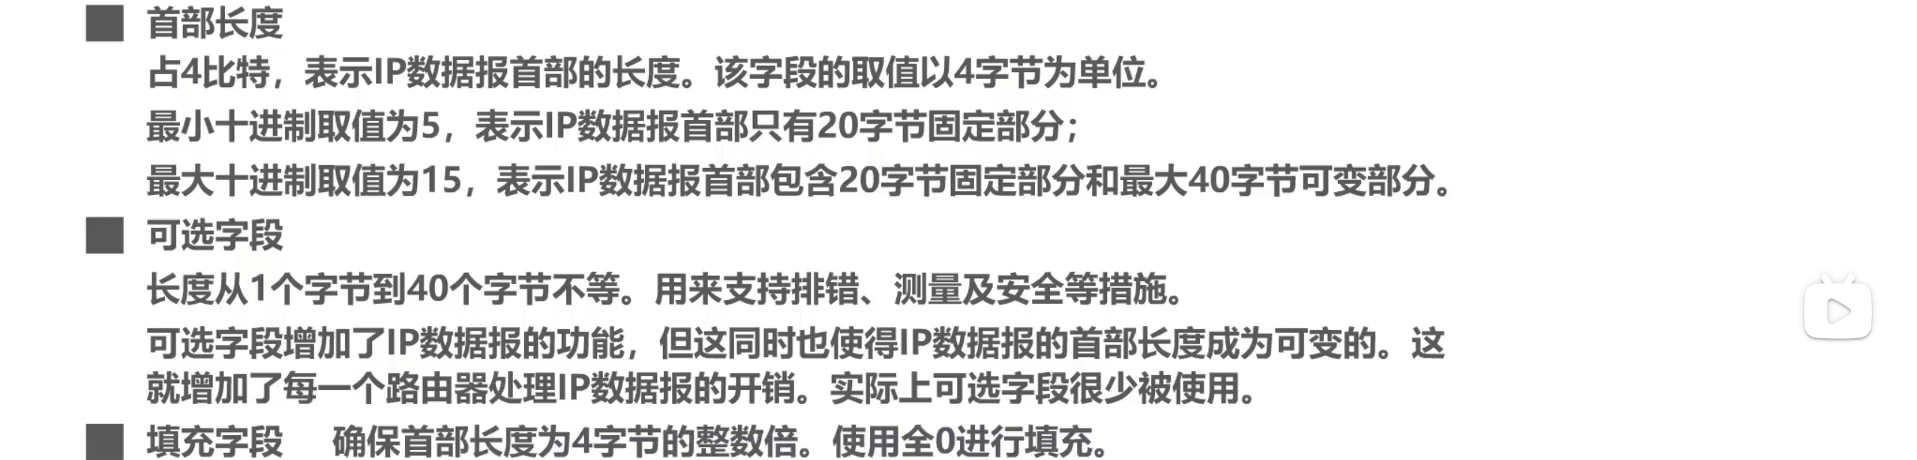 首部长度
占4比特，表示IP数据报首部的长度。该字段的取值以4字节为单位。
最小十进制取值为5，表示IP数据报首部只有20字节固定部分；
最大十进制取值为15，表示IP数据报首部包含20字节固定部分和最大40字节可变部分。
可选字段
长度从1个字节到40个字节不等。用来支持排错、测量及安全等措施。
可选字段增加了IP数据报的功能，但这同时也使得IP数据报的首部长度成为可变的。这
就增加了每一个路由器处理IP数据报的开销。实际上可选字段很少被使用。
填充字段 确保首部长度为4字节的整数倍。使用全0进行填充。